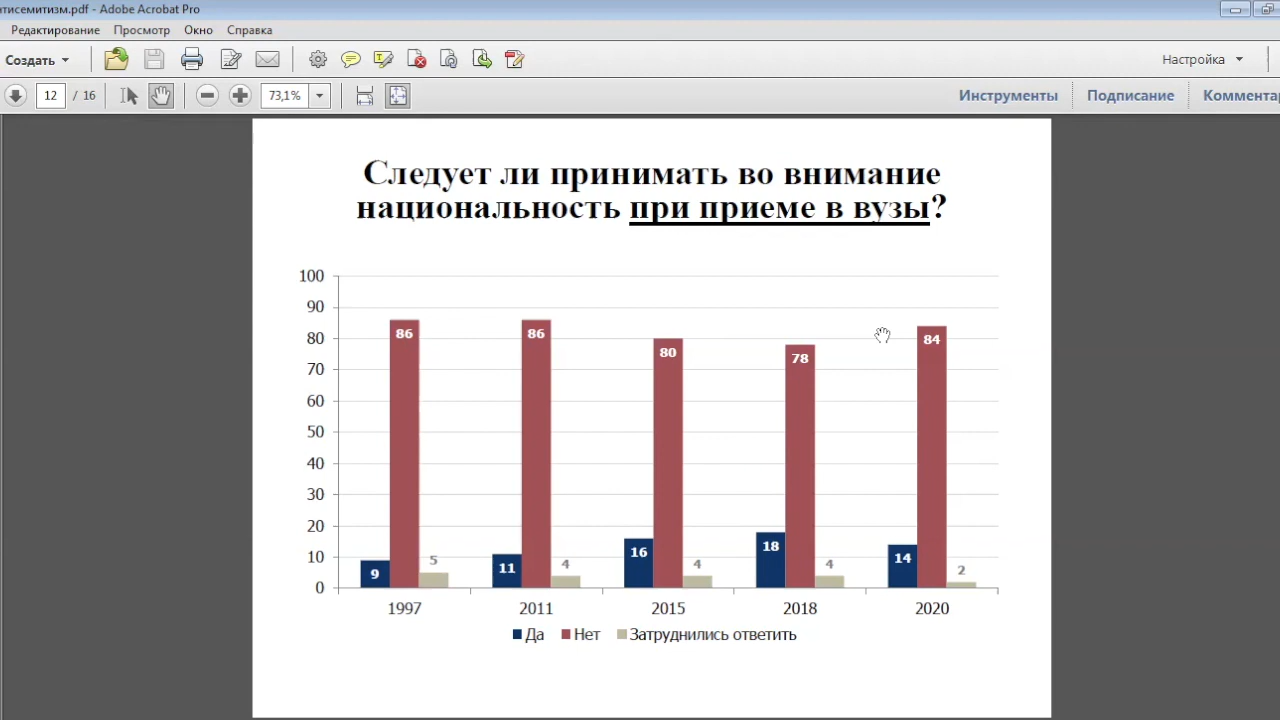 нтисемитизм.pdf - Adobe Acrobat Pro
Редактирование Просмотр Окно Справка
Создать Настройка
12 / 16 73,1% Инструменты Подписание Коммента
Следует ли принимать во внимание
национальность при приеме в вузы?
100
90
80
70
60
50
40
30
20
10
0
86 86 80 78 84
9 5 11 4 16 4 18 4 14 2
1997 2011 2015 2018 2020
Да Нет Затруднились ответить